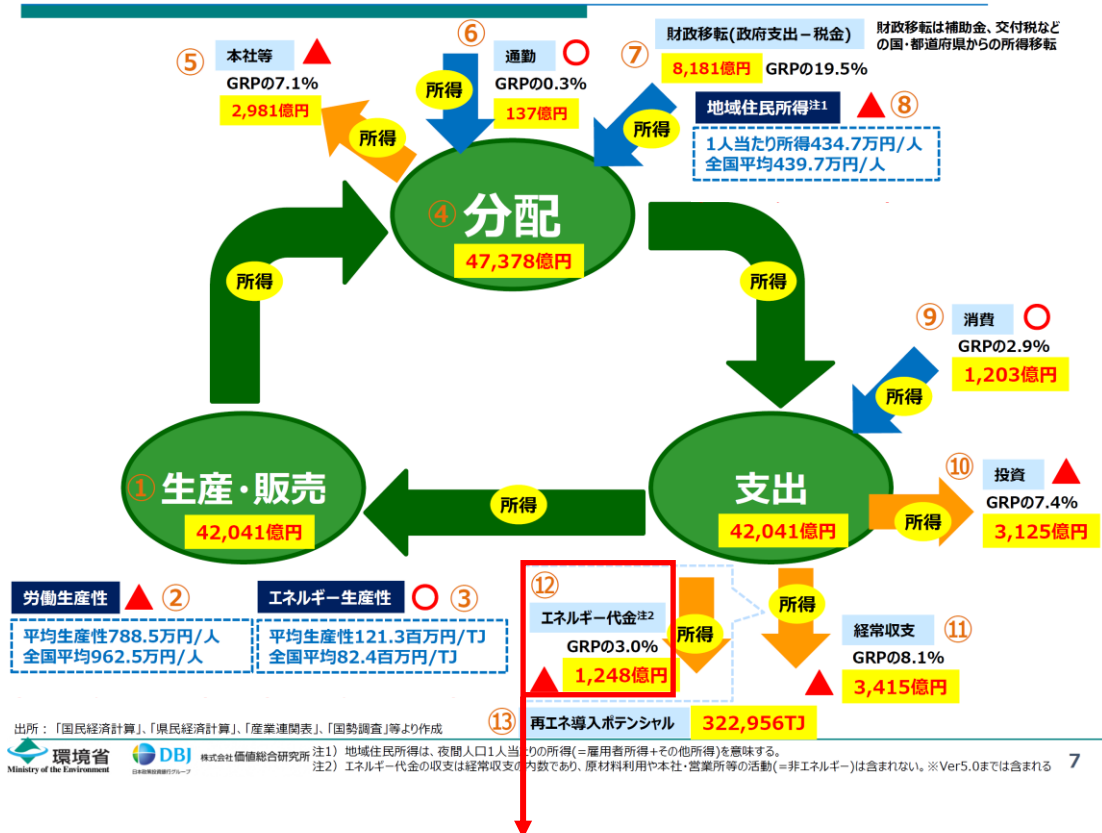 ⑤ 本社等 ▲
GRPの7.1%
2,981億円
所得
⑥
通勤 ○
GRPの0.3%
137億円
所得
⑦ 財政移転(政府支出－税金)
8,181億円 GRPの19.5%
所得
財政移転は補助金、交付税など
の国・都道府県からの所得移転
地域住民所得注1 ▲ ⑧
1人当たり所得434.7万円/人
全国平均439.7万円/人
④ 分配
47,378億円
所得
所得
⑨ 消費 ○
GRPの2.9%
1,203億円
所得
① 生産・販売
42,041億円
所得
支出
42,041億円
⑩ 投資 ▲
GRPの7.4%
3,125億円
所得
労働生産性 ▲ ②
平均生産性788.5万円/人
全国平均962.5万円/人
エネルギー生産性 ○ ③
平均生産性121.3百万円/TJ
全国平均82.4百万円/TJ
⑫
エネルギー代金注2
GRPの3.0%
▲ 1,248億円
所得
所得
経常収支 ⑪
GRPの8.1%
▲ 3,415億円
⑬ 再エネ導入ポテンシャル 322,956TJ
出所：「国民経済計算」、「県民経済計算」、「産業連関表」、「国勢調査」等より作成
環境省
Ministry of the Environment
DBJ
日本政策投資銀行グループ
株式会社価値総合研究所
注1）地域住民所得は、夜間人口1人当たりの所得(=雇用者所得+その他所得)を意味する。
注2）エネルギー代金の収支は経常収支の内数であり、原材料利用や本社・営業所等の活動(=非エネルギー)は含まれない。※Ver5.0までは含まれる
7